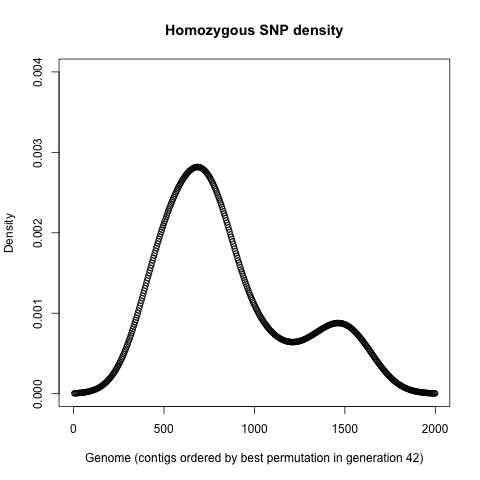 Homozygous SNP density
0.004
0.003
0.002
0.001
0.000
Density
0 500 1000 1500 2000
Genome (contigs ordered by best permutation in generation 42)